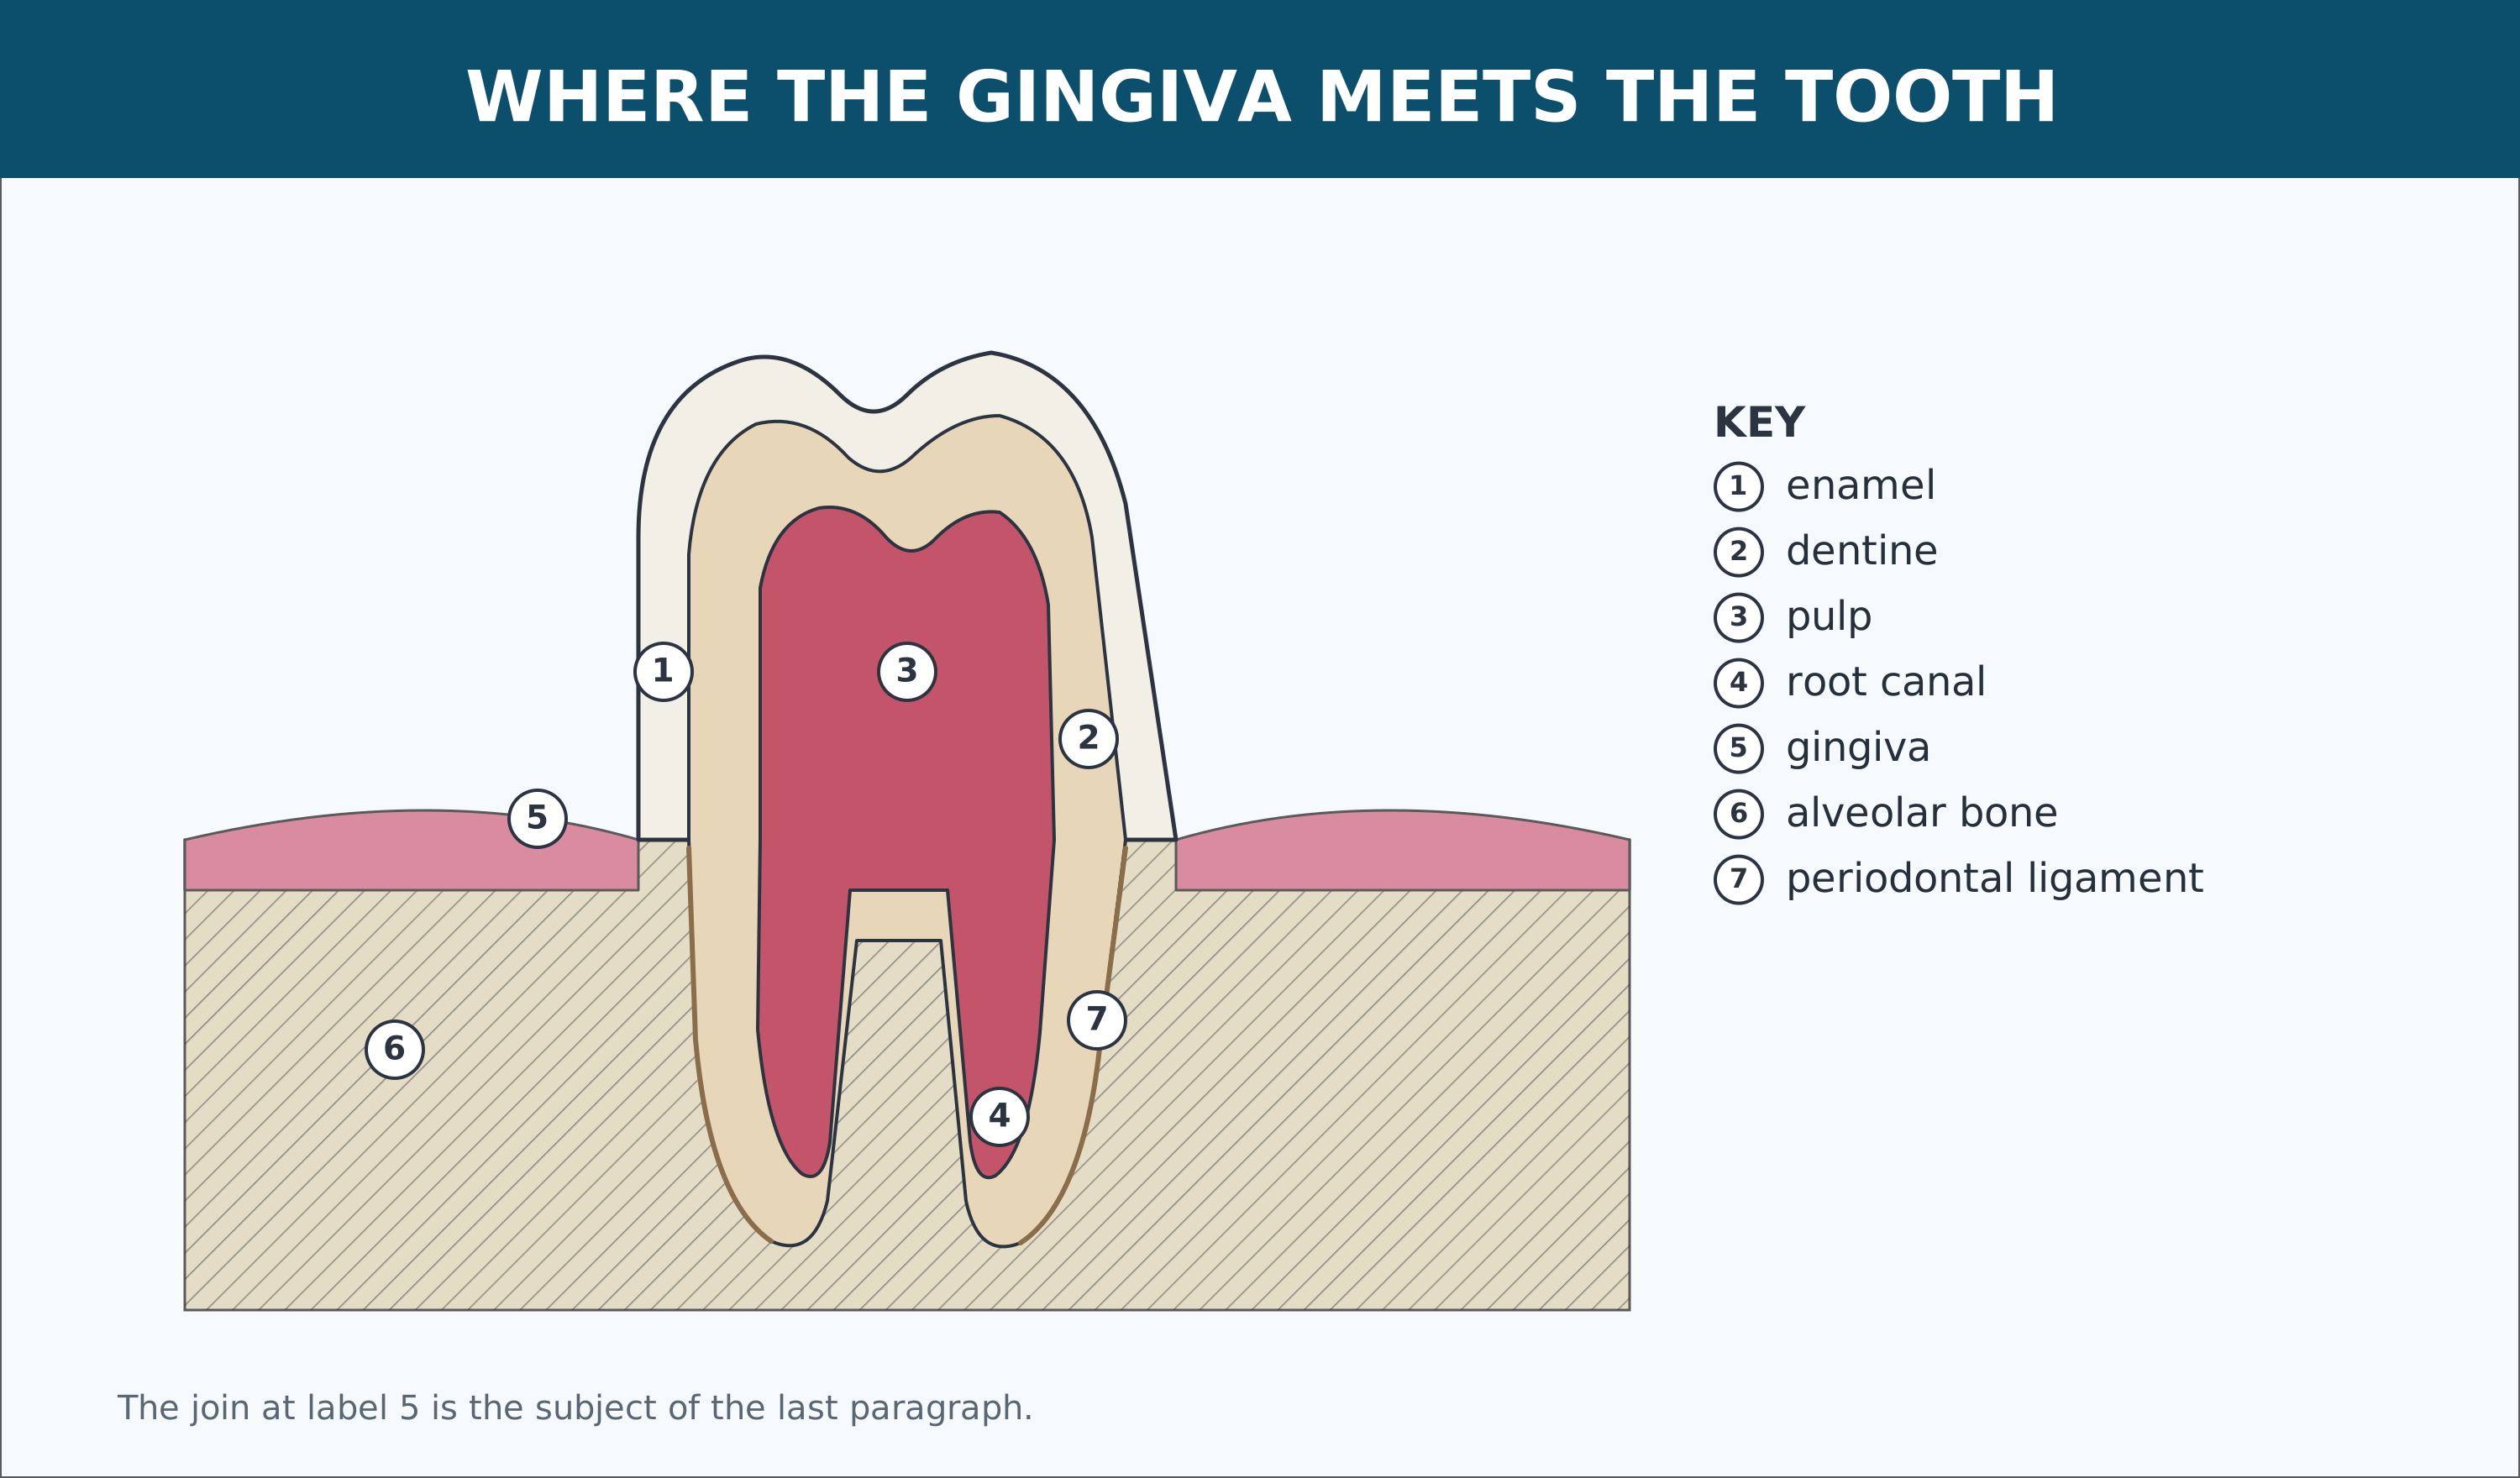 WHERE THE GINGIVA MEETS THE TOOTH
KEY
1 enamel
2 dentine
3 pulp
4 root canal
5 gingiva
6 alveolar bone
7 periodontal ligament
1
3
2
5
7
6
4
The join at label 5 is the subject of the last paragraph.